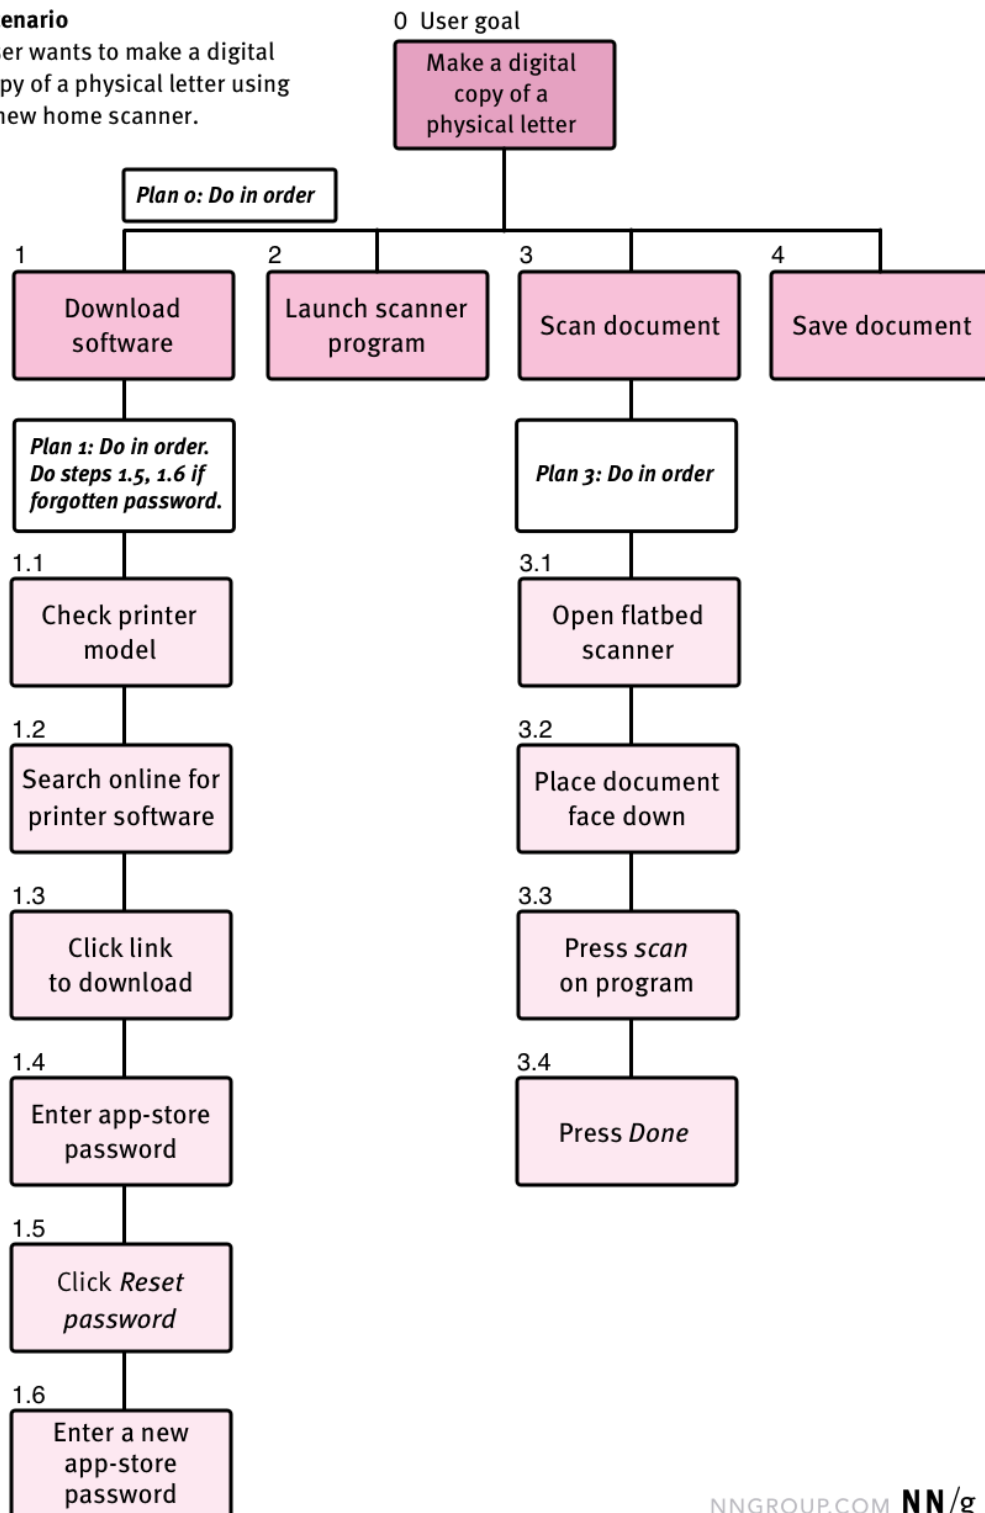 enario
ser wants to make a digital
py of a physical letter using
new home scanner.
0 User goal
Make a digital
copy of a
physical letter
Plan 0: Do in order
1
Download
software
2
Launch scanner
program
3
Scan document
4
Save document
Plan 1: Do in order.
Do steps 1.5, 1.6 if
forgotten password.
1.1
Check printer
model
1.2
Search online for
printer software
1.3
Click link
to download
1.4
Enter app-store
password
1.5
Click Reset
password
1.6
Enter a new
app-store
password
Plan 3: Do in order
3.1
Open flatbed
scanner
3.2
Place document
face down
3.3
Press scan
on program
3.4
Press Done
NNGROUP.COM NN/g